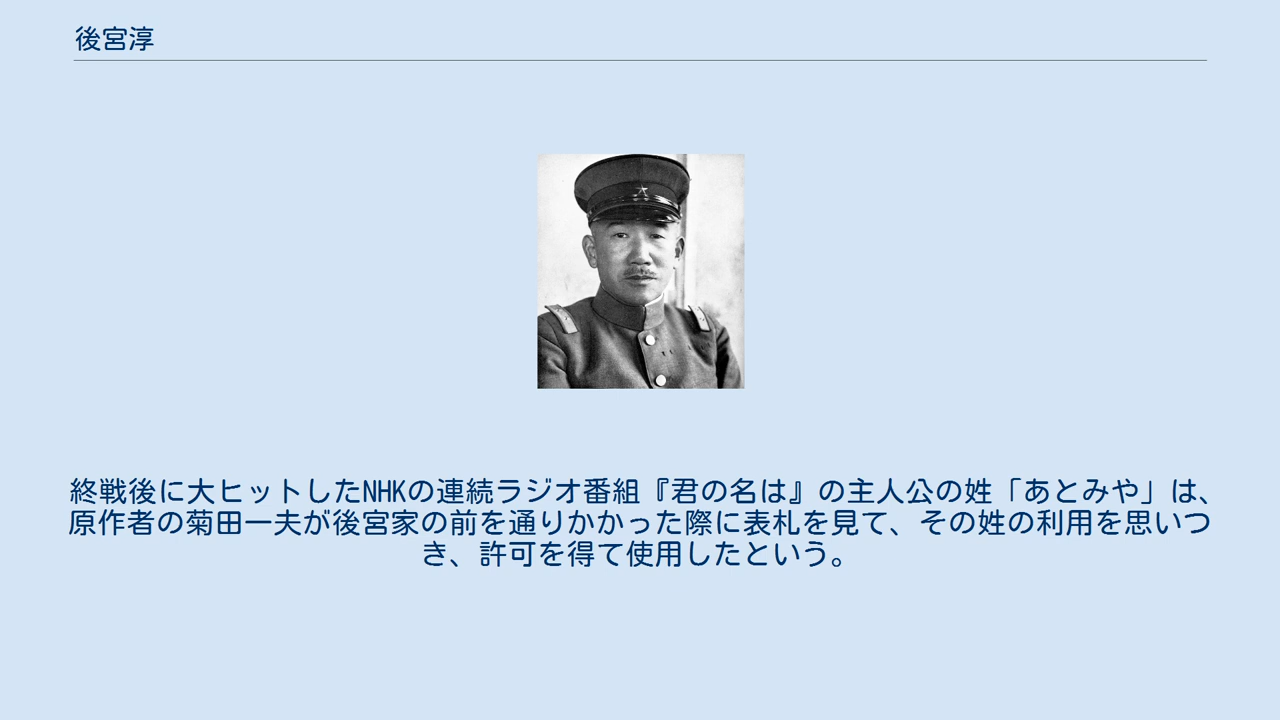 後宮淳
終戦後に大ヒットしたNHKの連続ラジオ番組『君の名は』の主人公の姓「あとみや」は、
原作者の菊田一夫が後宮家の前を通りかかった際に表札を見て、その姓の利用を思いつ
き、許可を得て使用したという。